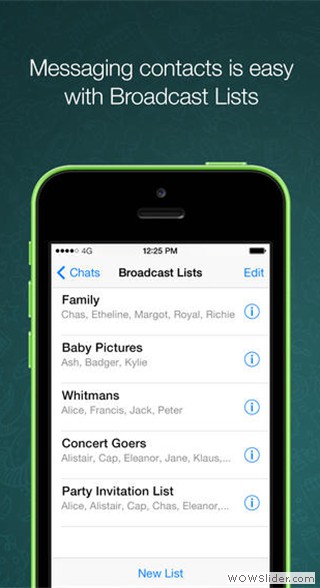 Messaging contacts is easy
with Broadcast Lists
4G 12:25 PM
Chats Broadcast Lists Edit
Family
Chas, Etheline, Margot, Royal, Richie
Baby Pictures
Ash, Badger, Kylie
Whitmans
Alice, Francis, Jack, Peter
Concert Goers
Alistair, Cap, Eleanor, Jane, Klaus,...
Party Invitation List
Alice, Alistair, Cap, Chas, Eleanor,...
New List
WOWSlider.com